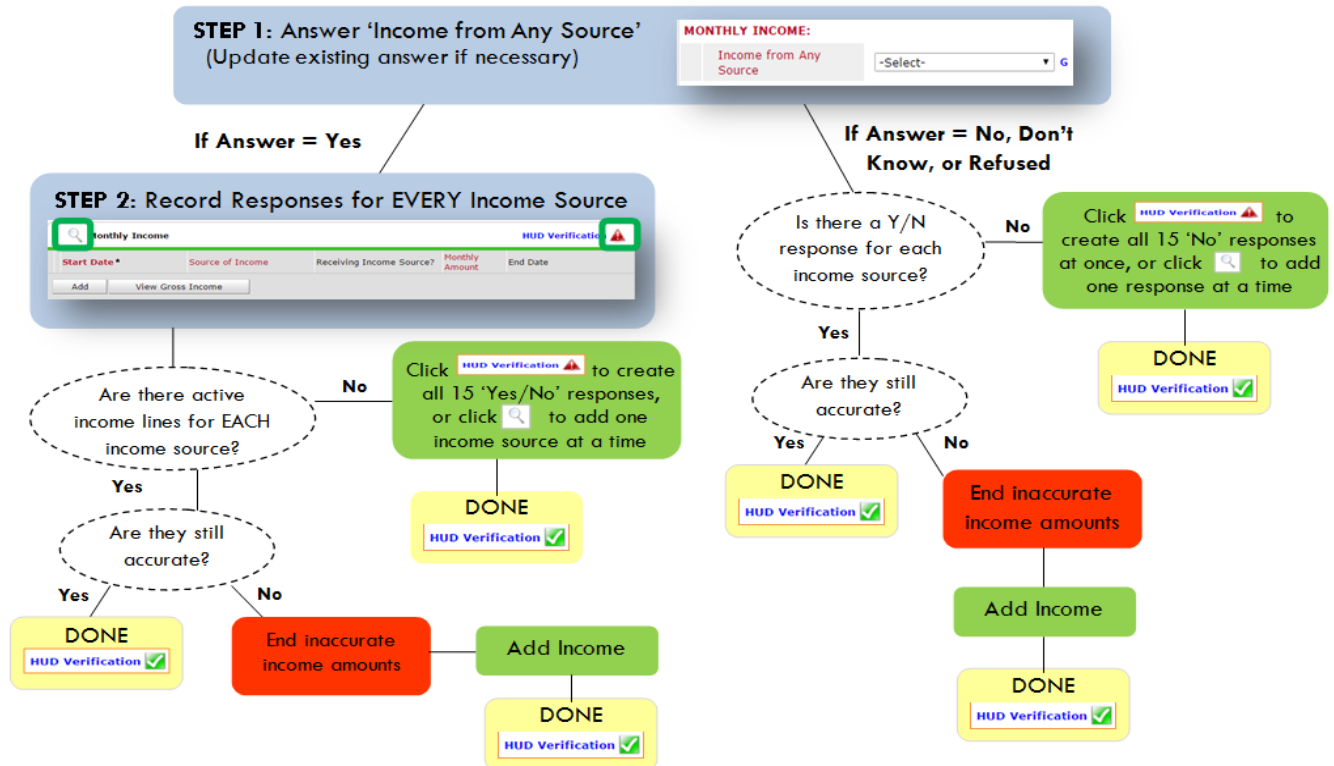 STEP 1: Answer 'Income from Any Source'
(Update existing answer if necessary)
MONTHLY INCOME:
Income from Any
Source
-Select-
G
If Answer = Yes
If Answer = No, Don't
Know, or Refused
STEP 2: Record Responses for EVERY Income Source
Monthly Income
HUD Verification
Start Date*
Source of Income
Receiving Income Source?
Monthly
Amount
End Date
Add
View Gross Income
Is there a Y/N
response for each
income source?
No
Click HUD Verification to
create all 15 'No' responses
at once, or click to add
one response at a time
DONE
HUD Verification
Yes
Are they still
accurate?
Yes
No
DONE
HUD Verification
End inaccurate
income amounts
Add Income
DONE
HUD Verification
Are there active
income lines for EACH
income source?
No
Click HUD Verification to create
all 15 'Yes/No' responses,
or click to add one
income source at a time
DONE
HUD Verification
Yes
Are they still
accurate?
Yes
No
DONE
HUD Verification
End inaccurate
income amounts
Add Income
DONE
HUD Verification